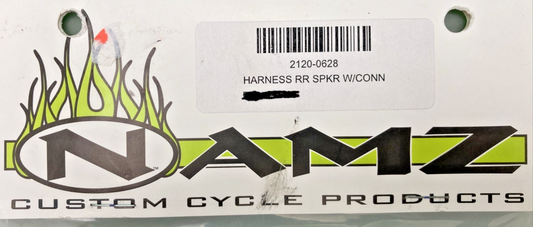 2120-0628
HARNESS RR SPKR W/CONN
NAMZ
CUSTOM CYCLE PRODUCTS